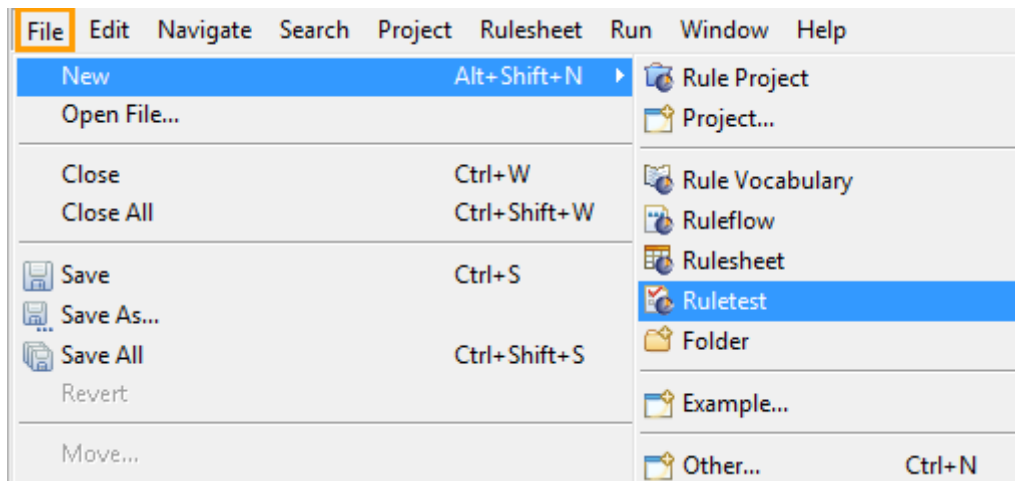 File Edit Navigate Search Project Rulesheet Run Window Help
New Alt+Shift+N
Open File...
Close Ctrl+W
Close All Ctrl+Shift+W
Save Ctrl+S
Save As...
Save All Ctrl+Shift+S
Revert
Move...
Rule Project
Project...
Rule Vocabulary
Ruleflow
Rulesheet
Ruletest
Folder
Example...
Other... Ctrl+N